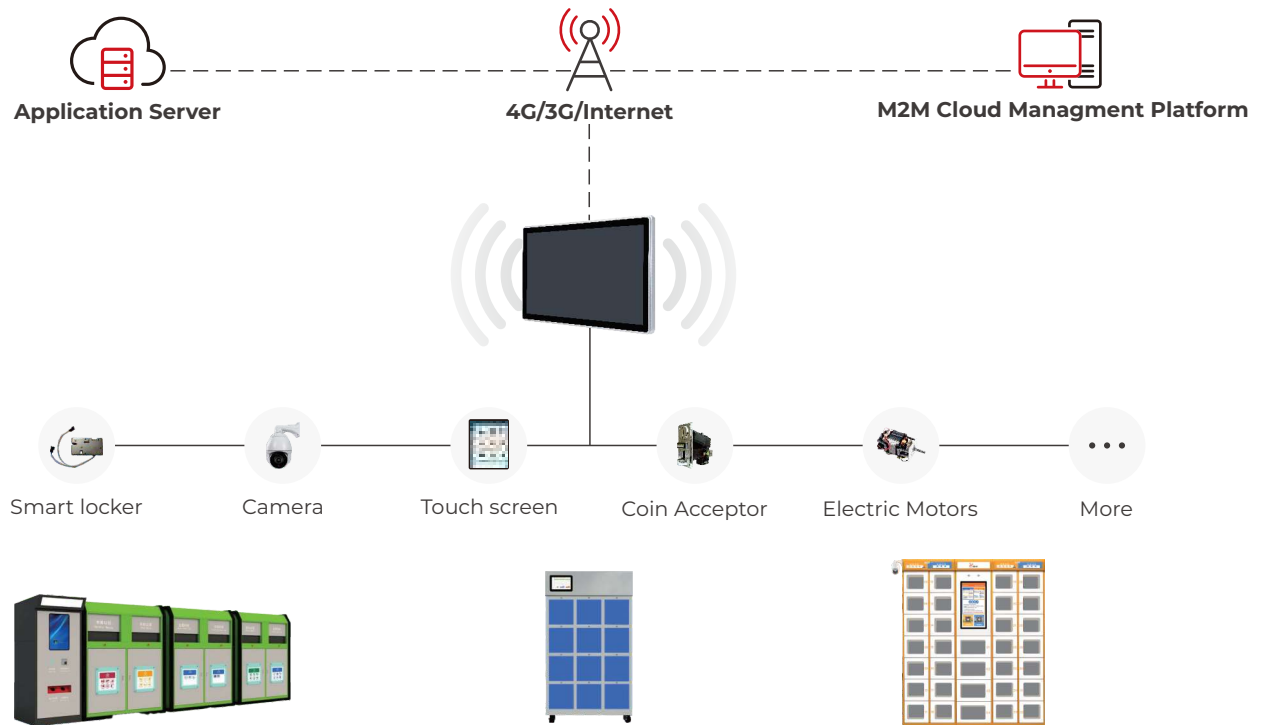 Application Server
4G/3G/Internet
M2M Cloud Managment Platform
Smart locker
Camera
Touch screen
Coin Acceptor
Electric Motors
More